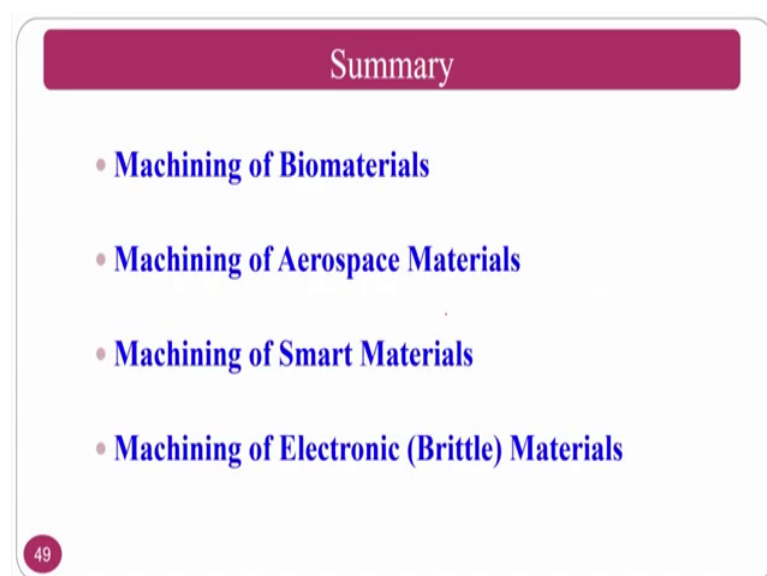 Summary
Machining of Biomaterials
Machining of Aerospace Materials
Machining of Smart Materials
Machining of Electronic (Brittle) Materials
49